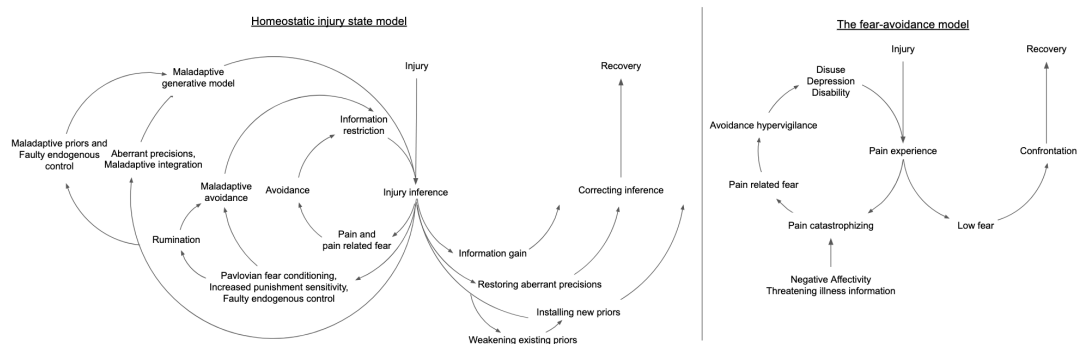 Homeostatic injury state model
Maladaptive
generative model
Injury
Recovery
Information
restriction
Maladaptive priors and
Faulty endogenous
control
Aberrant precisions,
Maladaptive integration
Maladaptive
avoidance
Avoidance
Injury inference
Correcting inference
Rumination
Pain and
pain related fear
Information gain
Pavlovian fear conditioning,
Increased punishment sensitivity,
Faulty endogenous control
Restoring aberrant precisions
Installing new priors
Weakening existing priors
The fear-avoidance model
Injury
Recovery
Disuse
Depression
Disability
Avoidance hypervigilance
Pain experience
Confrontation
Pain related fear
Pain catastrophizing
Low fear
Negative Affectivity
Threatening illness information